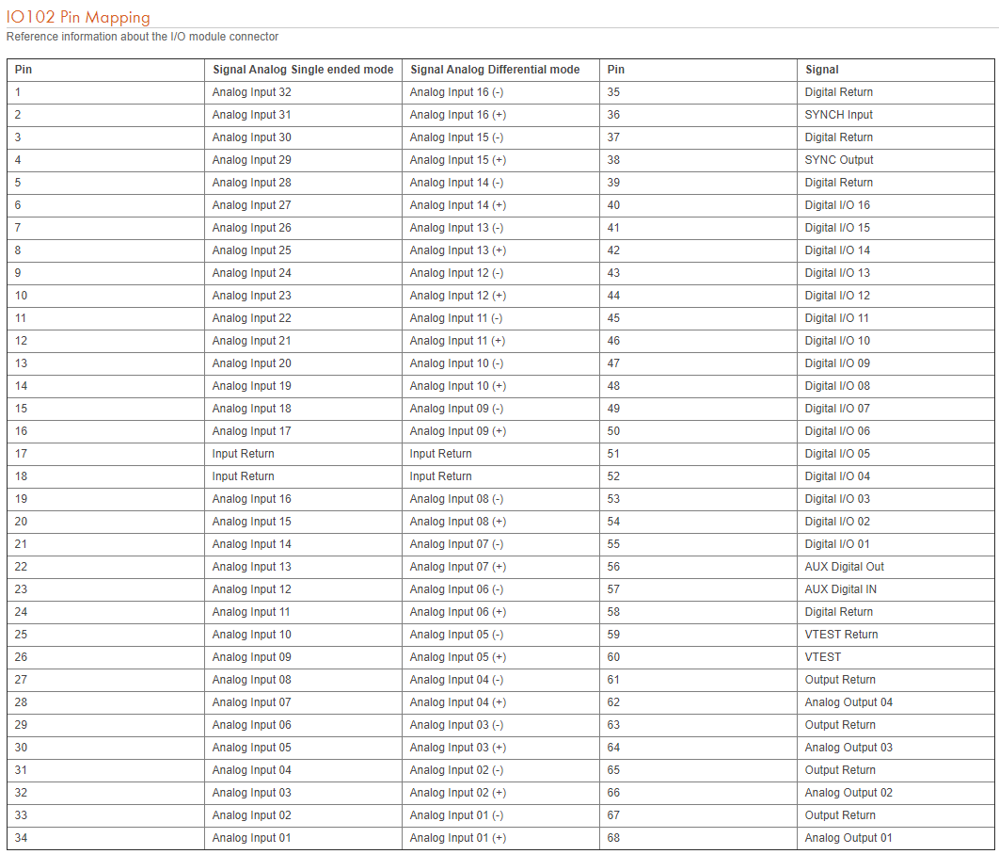 IO102 Pin Mapping
Reference information about the I/O module connector
Pin Signal Analog Single ended mode Signal Analog Differential mode Pin Signal
1 Analog Input 32 Analog Input 16 (-) 35 Digital Return
2 Analog Input 31 Analog Input 16 (+) 36 SYNCH Input
3 Analog Input 30 Analog Input 15 (-) 37 Digital Return
4 Analog Input 29 Analog Input 15 (+) 38 SYNC Output
5 Analog Input 28 Analog Input 14 (-) 39 Digital Return
6 Analog Input 27 Analog Input 14 (+) 40 Digital I/O 16
7 Analog Input 26 Analog Input 13 (-) 41 Digital I/O 15
8 Analog Input 25 Analog Input 13 (+) 42 Digital I/O 14
9 Analog Input 24 Analog Input 12 (-) 43 Digital I/O 13
10 Analog Input 23 Analog Input 12 (+) 44 Digital I/O 12
11 Analog Input 22 Analog Input 11 (-) 45 Digital I/O 11
12 Analog Input 21 Analog Input 11 (+) 46 Digital I/O 10
13 Analog Input 20 Analog Input 10 (-) 47 Digital I/O 09
14 Analog Input 19 Analog Input 10 (+) 48 Digital I/O 08
15 Analog Input 18 Analog Input 09 (-) 49 Digital I/O 07
16 Analog Input 17 Analog Input 09 (+) 50 Digital I/O 06
17 Input Return Input Return 51 Digital I/O 05
18 Input Return Input Return 52 Digital I/O 04
19 Analog Input 16 Analog Input 08 (-) 53 Digital I/O 03
20 Analog Input 15 Analog Input 08 (+) 54 Digital I/O 02
21 Analog Input 14 Analog Input 07 (-) 55 Digital I/O 01
22 Analog Input 13 Analog Input 07 (+) 56 AUX Digital Out
23 Analog Input 12 Analog Input 06 (-) 57 AUX Digital IN
24 Analog Input 11 Analog Input 06 (+) 58 Digital Return
25 Analog Input 10 Analog Input 05 (-) 59 VTEST Return
26 Analog Input 09 Analog Input 05 (+) 60 VTEST
27 Analog Input 08 Analog Input 04 (-) 61 Output Return
28 Analog Input 07 Analog Input 04 (+) 62 Analog Output 04
29 Analog Input 06 Analog Input 03 (-) 63 Output Return
30 Analog Input 05 Analog Input 03 (+) 64 Analog Output 03
31 Analog Input 04 Analog Input 02 (-) 65 Output Return
32 Analog Input 03 Analog Input 02 (+) 66 Analog Output 02
33 Analog Input 02 Analog Input 01 (-) 67 Output Return
34 Analog Input 01 Analog Input 01 (+) 68 Analog Output 01